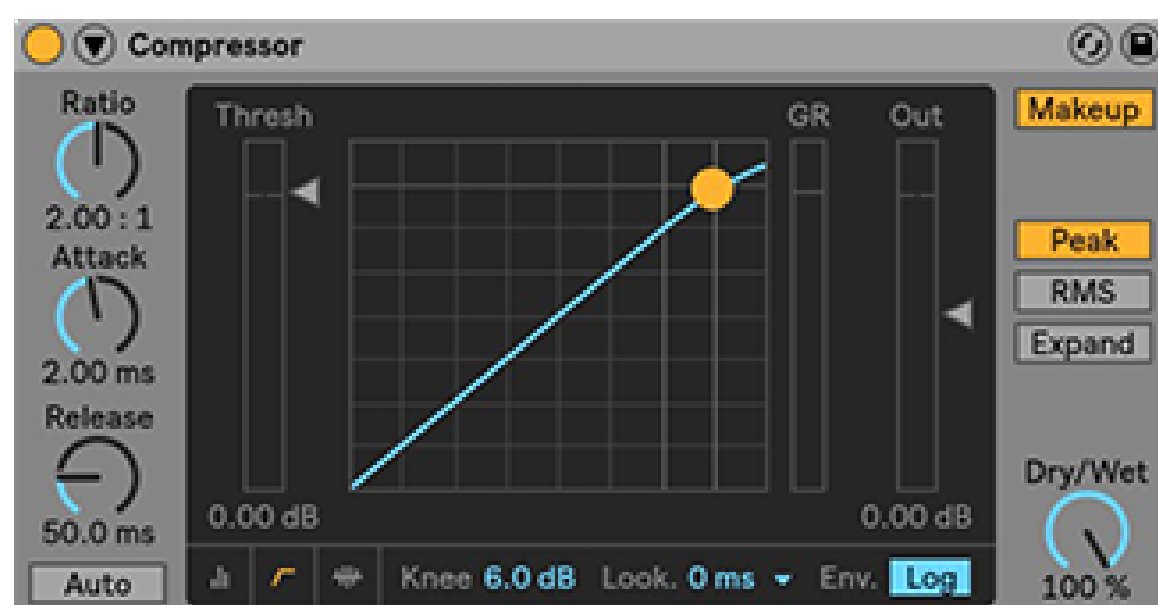 Compressor
Ratio
2.00 : 1
Attack
2.00 ms
Release
50.0 ms
Auto
Thresh
0.00 dB
GR
Out
0.00 dB
Knee 6.0 dB Look. 0 ms Env. Log
Makeup
Peak
RMS
Expand
Dry/Wet
100 %